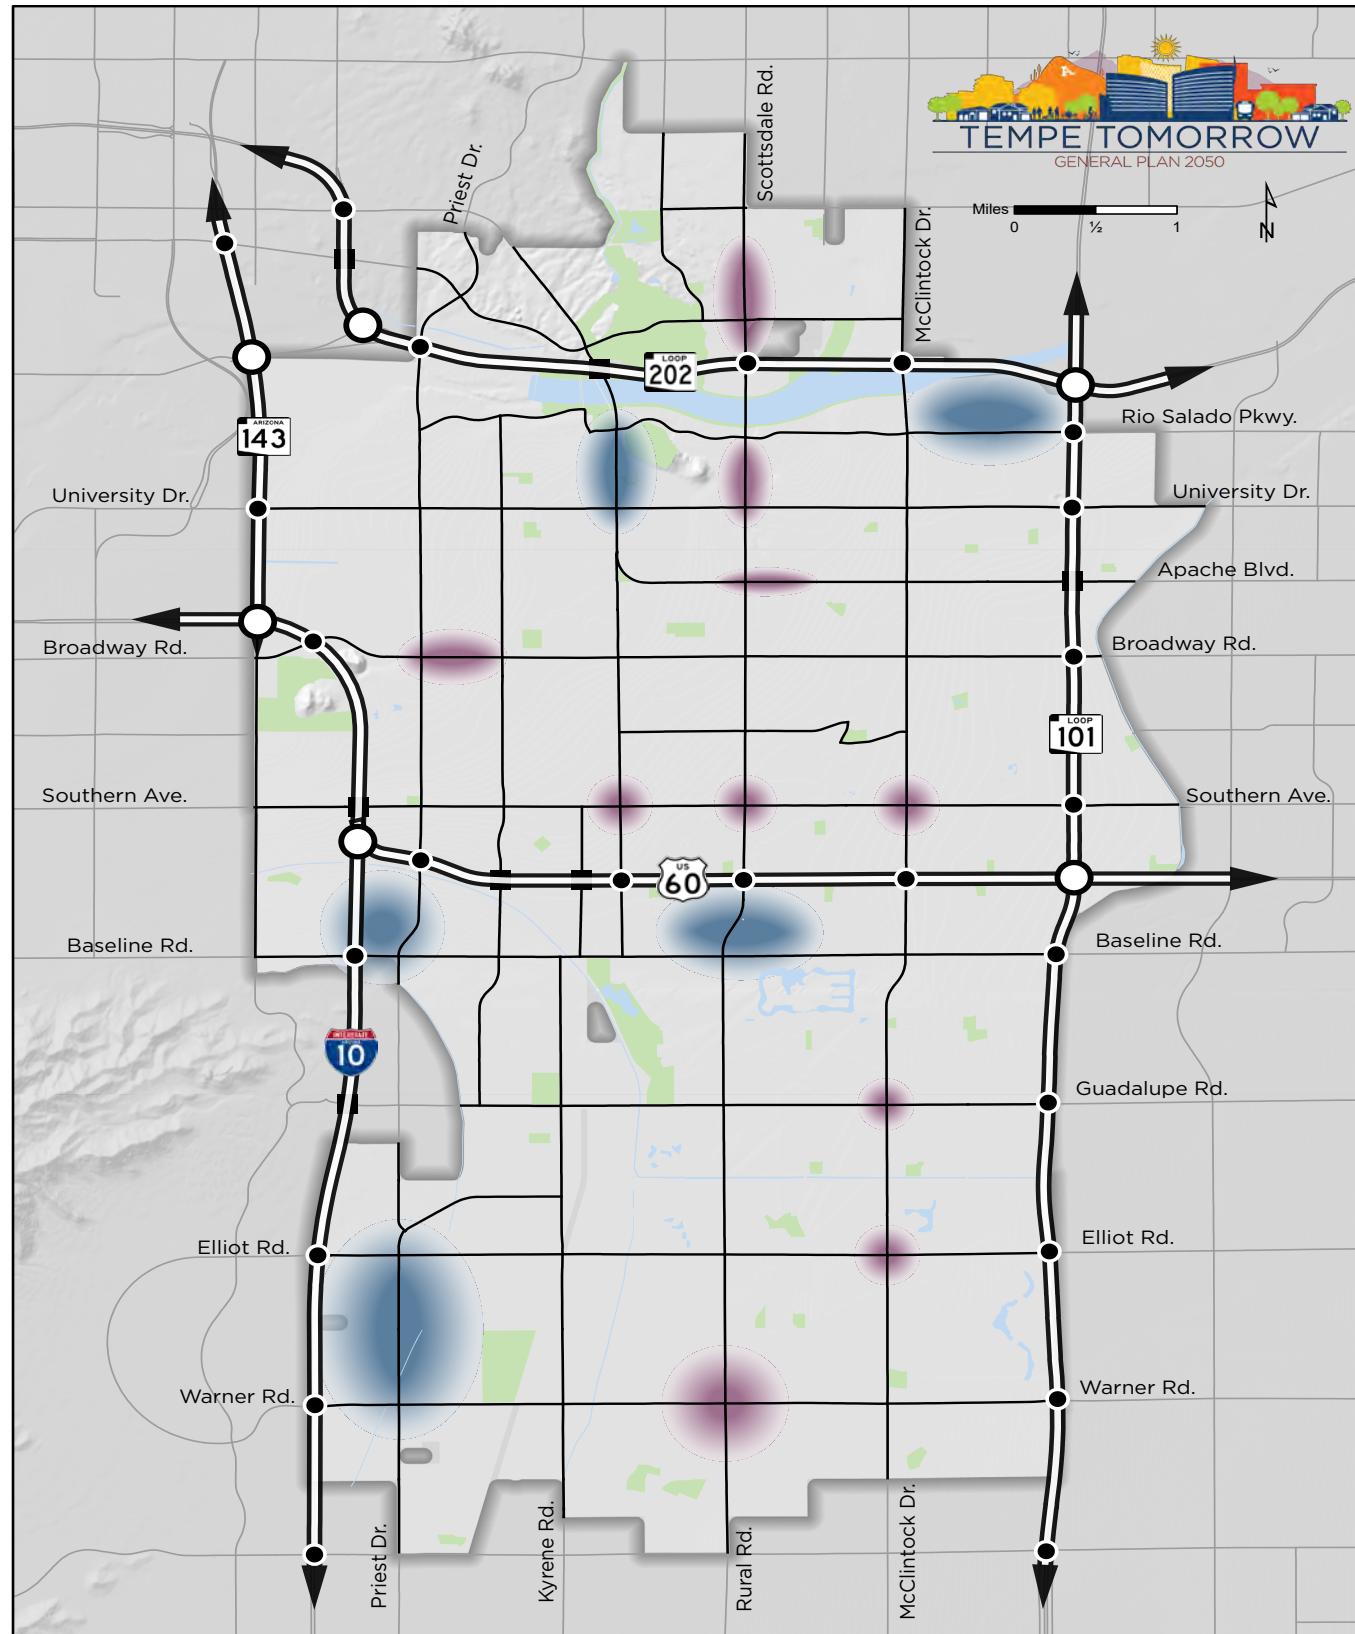 TEMPE TOMORROW
GENERAL PLAN 2050
Miles
0 ½ 1
N
Scottsdale Rd.
Priest Dr.
McClintock Dr.
LOOP
202
ARIZONA
143
Rio Salado Pkwy.
University Dr.
University Dr.
Apache Blvd.
Broadway Rd.
Broadway Rd.
LOOP
101
Southern Ave.
Southern Ave.
US
60
Baseline Rd.
Baseline Rd.
INTERSTATE
ARIZONA
10
Guadalupe Rd.
Elliot Rd.
Elliot Rd.
Warner Rd.
Warner Rd.
Priest Dr.
Kyrene Rd.
Rural Rd.
McClintock Dr.